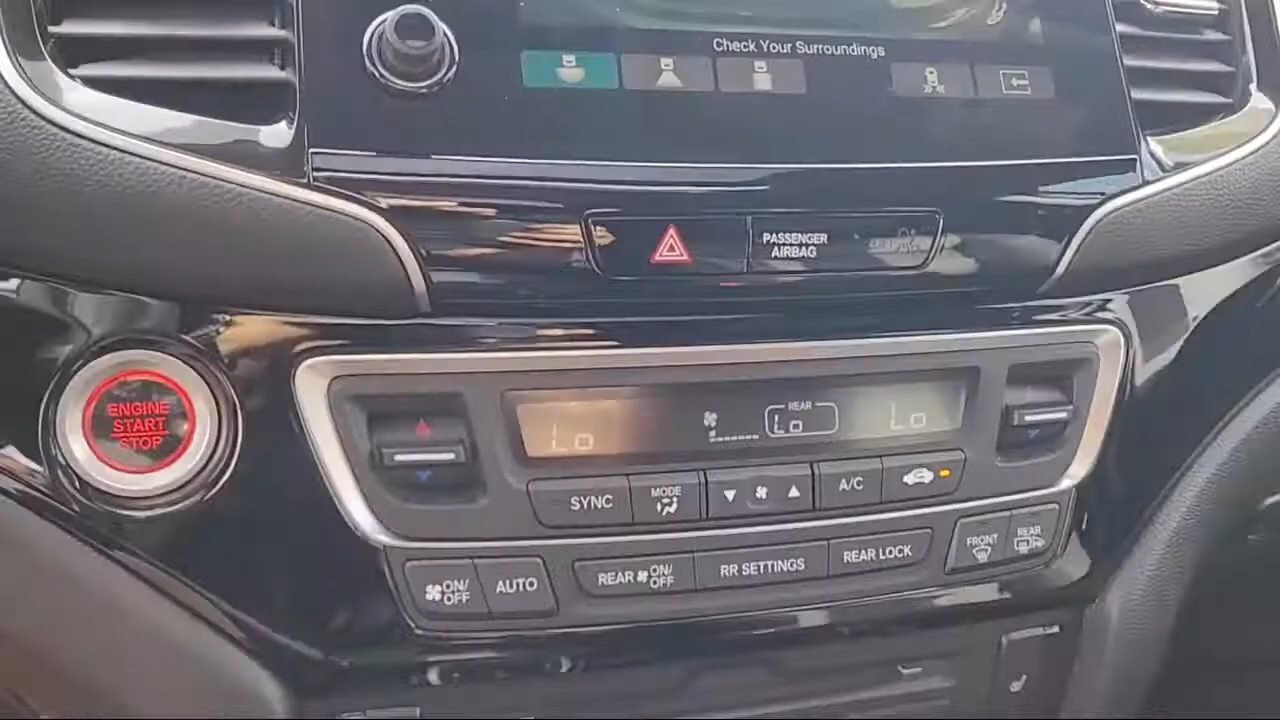 Check Your Surroundings
PASSENGER
AIRBAG
ENGINE
START
STOP
REAR
Lo
Lo
Lo
SYNC
MODE
A/C
ON/
OFF
AUTO
REAR ON/
OFF
RR SETTINGS
REAR LOCK
FRONT
REAR